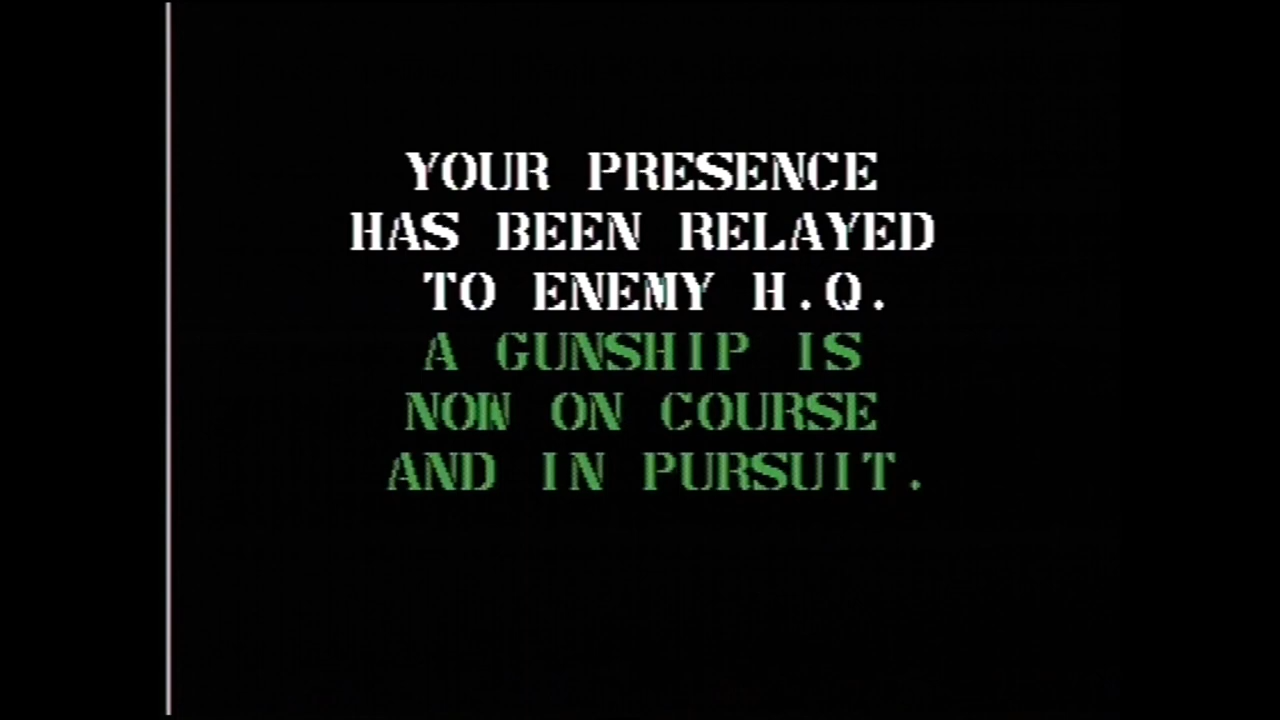 YOUR PRESENCE
HAS BEEN RELAYED
TO ENEMY H.Q.
A GUNSHIP IS
NOW ON COURSE
AND IN PURSUIT.